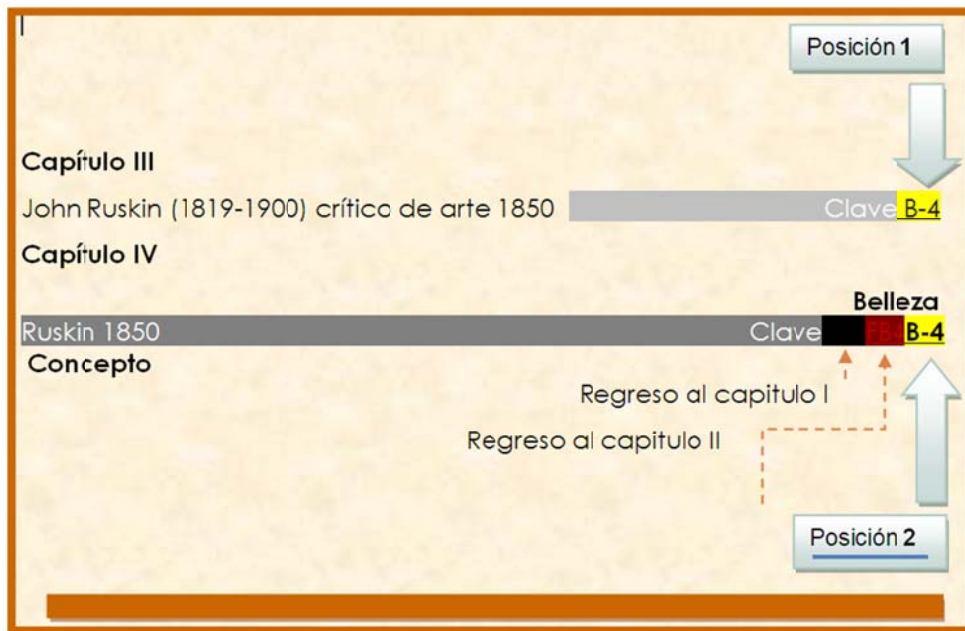 Posición 1
Capítulo III
John Ruskin (1819-1900) crítico de arte 1850 Clave B-4
Capítulo IV
Belleza
Ruskin 1850 Clave B-4
Concepto
Regreso al capitulo I
Regreso al capitulo II
Posición 2